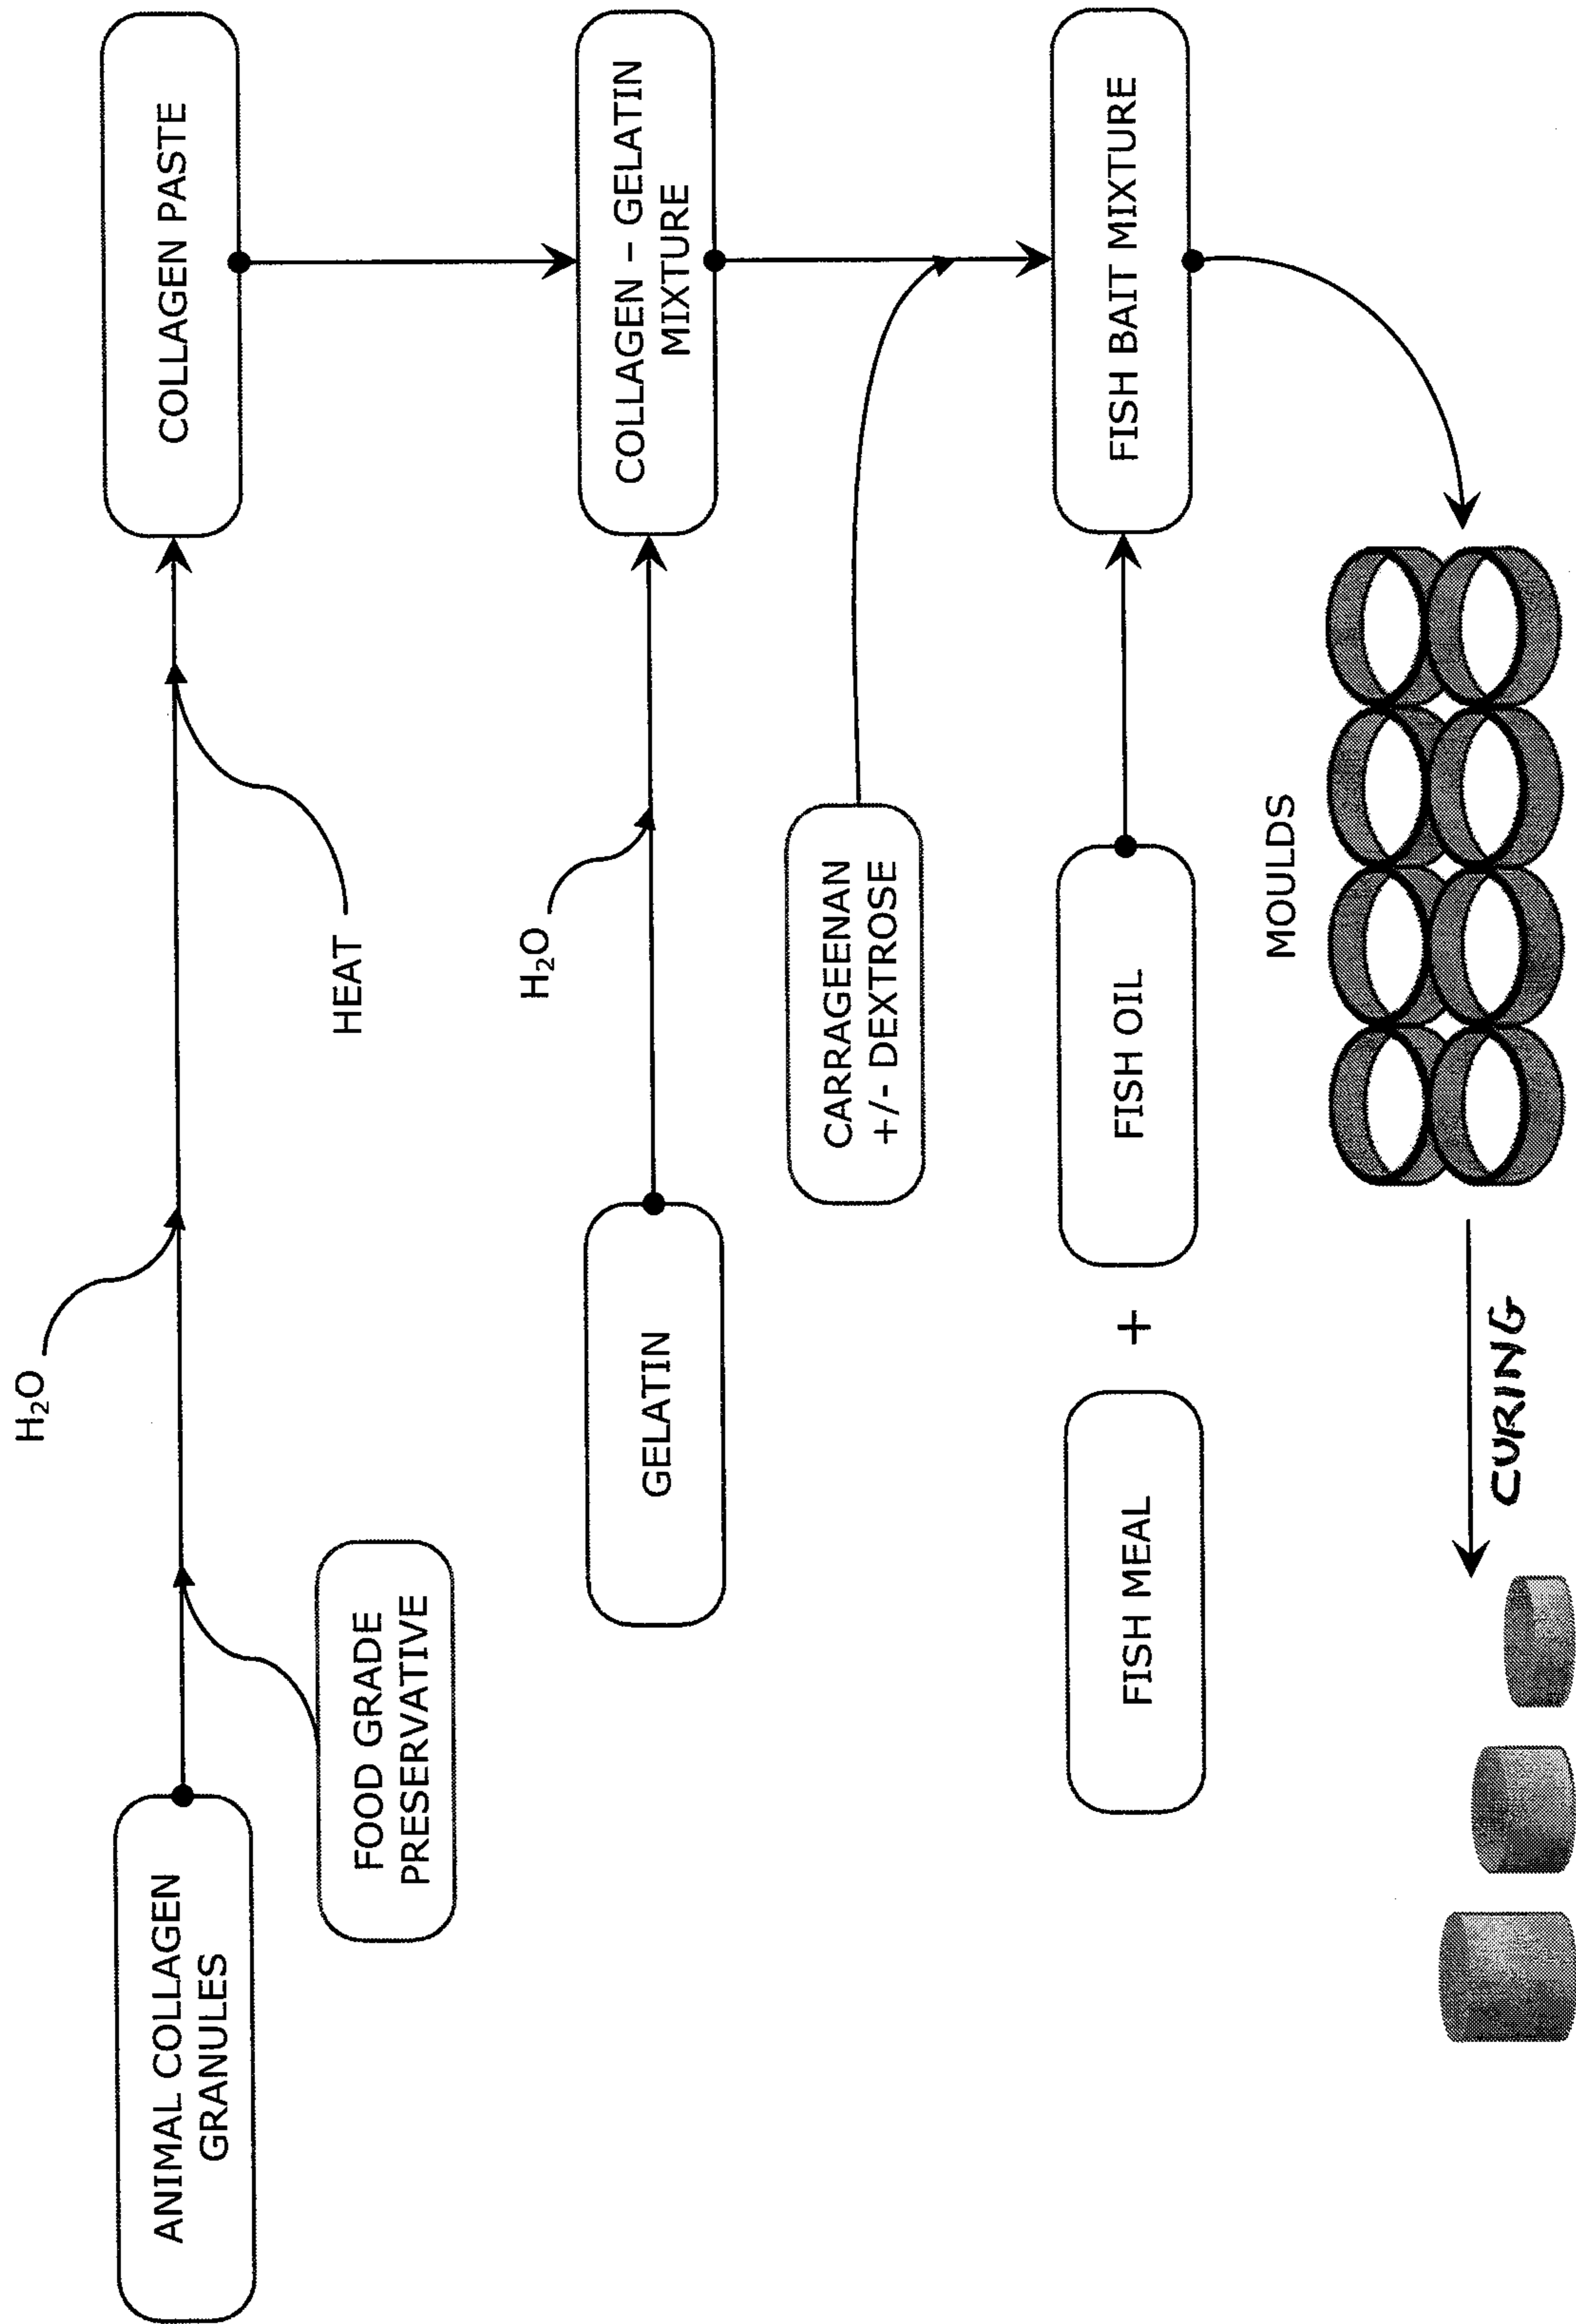 H₂O
ANIMAL COLLAGEN
GRANULES
COLLAGEN PASTE
FOOD GRADE
PRESERVATIVE
HEAT
H₂O
GELATIN
COLLAGEN – GELATIN
MIXTURE
CARRAGEENAN
+/- DEXTROSE
FISH MEAL
+
FISH OIL
FISH BAIT MIXTURE
MOULDS
CURING